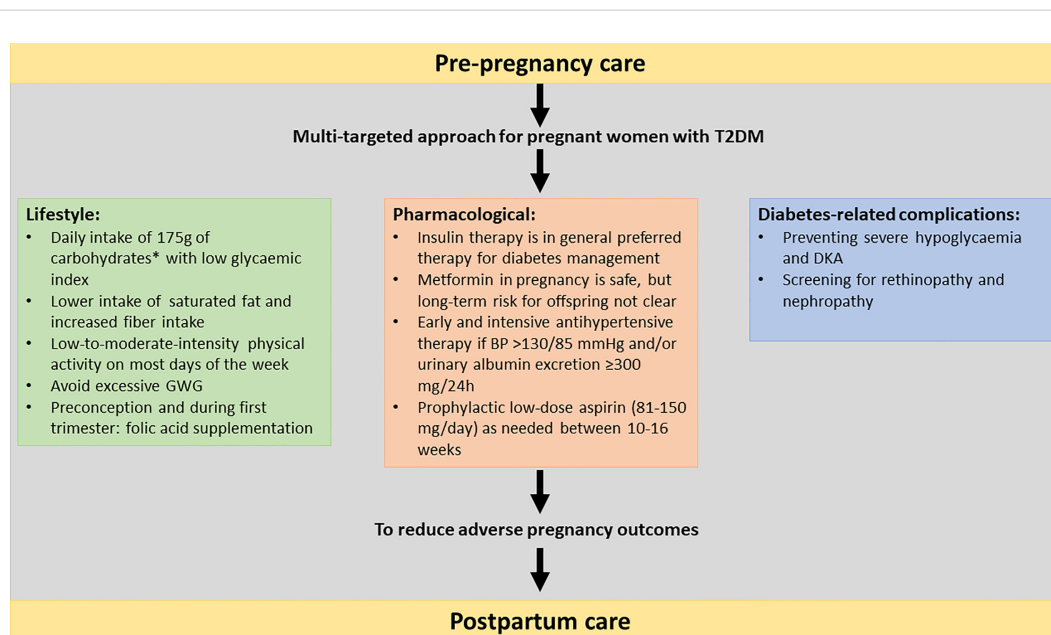 Pre-pregnancy care
Multi-targeted approach for pregnant women with T2DM
Lifestyle:
• Daily intake of 175g of
carbohydrates* with low glycaemic
index
• Lower intake of saturated fat and
increased fiber intake
• Low-to-moderate-intensity physical
activity on most days of the week
• Avoid excessive GWG
• Preconception and during first
trimester: folic acid supplementation
Pharmacological:
• Insulin therapy is in general preferred
therapy for diabetes management
• Metformin in pregnancy is safe, but
long-term risk for offspring not clear
• Early and intensive antihypertensive
therapy if BP >130/85 mmHg and/or
urinary albumin excretion ≥300
mg/24h
• Prophylactic low-dose aspirin (81-150
mg/day) as needed between 10-16
weeks
Diabetes-related complications:
• Preventing severe hypoglycaemia
and DKA
• Screening for rethinopathy and
nephropathy
To reduce adverse pregnancy outcomes
Postpartum care